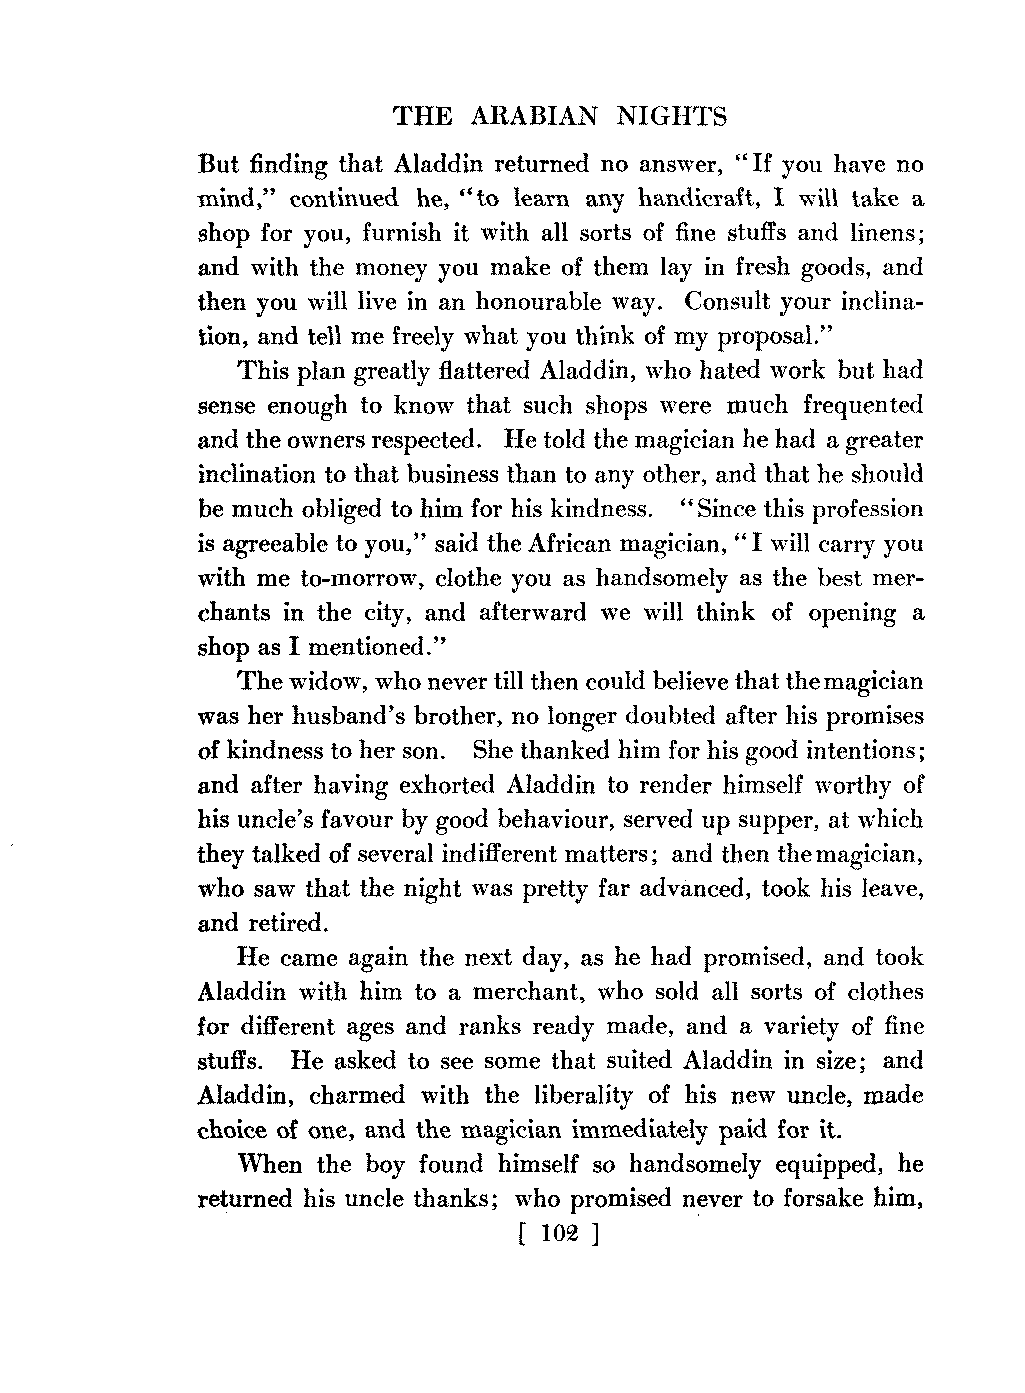 THE ARABIAN NIGHTS
But finding that Aladdin returned no answer, “If you have no
mind,” continued he, “to learn any handicraft, I will take a
shop for you, furnish it with all sorts of fine stuffs and linens;
and with the money you make of them lay in fresh goods, and
then you will live in an honourable way. Consult your inclina-
tion, and tell me freely what you think of my proposal.”
This plan greatly flattered Aladdin, who hated work but had
sense enough to know that such shops were much frequented
and the owners respected. He told the magician he had a greater
inclination to that business than to any other, and that he should
be much obliged to him for his kindness. “Since this profession
is agreeable to you,” said the African magician, “I will carry you
with me to-morrow, clothe you as handsomely as the best mer-
chants in the city, and afterward we will think of opening a
shop as I mentioned.”
The widow, who never till then could believe that the magician
was her husband's brother, no longer doubted after his promises
of kindness to her son. She thanked him for his good intentions;
and after having exhorted Aladdin to render himself worthy of
his uncle's favour by good behaviour, served up supper, at which
they talked of several indifferent matters; and then the magician,
who saw that the night was pretty far advanced, took his leave,
and retired.
He came again the next day, as he had promised, and took
Aladdin with him to a merchant, who sold all sorts of clothes
for different ages and ranks ready made, and a variety of fine
stuffs. He asked to see some that suited Aladdin in size; and
Aladdin, charmed with the liberality of his new uncle, made
choice of one, and the magician immediately paid for it.
When the boy found himself so handsomely equipped, he
returned his uncle thanks; who promised never to forsake him,
[ 102 ]